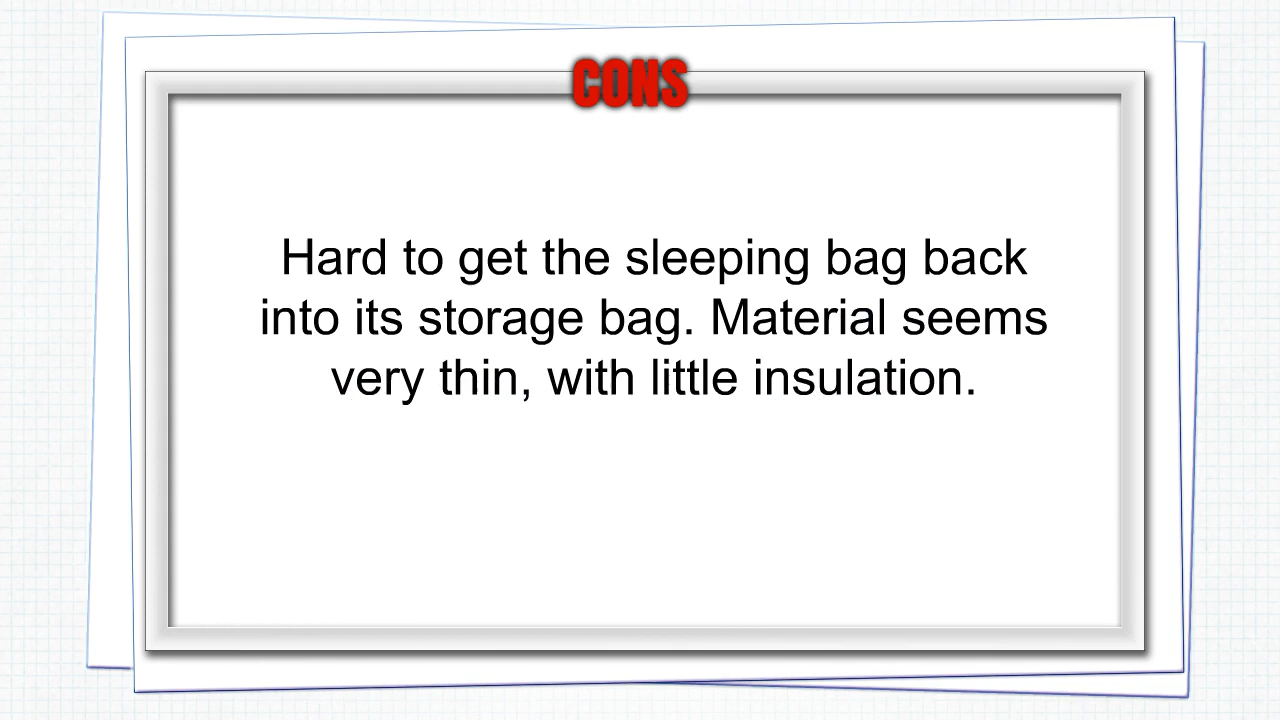 CONS
Hard to get the sleeping bag back
into its storage bag. Material seems
very thin, with little insulation.